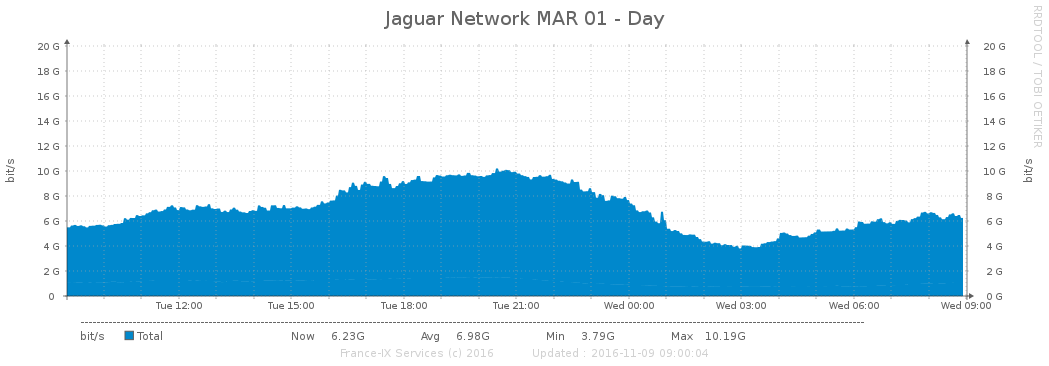 Jaguar Network MAR 01 - Day
RRDTOOL / TOBI OETIKER
bit/s
20 G
18 G
16 G
14 G
12 G
10 G
8 G
6 G
4 G
2 G
0
20 G
18 G
16 G
14 G
12 G
10 G
8 G
6 G
4 G
2 G
0 G
bit/s
Tue 12:00 Tue 15:00 Tue 18:00 Tue 21:00 Wed 00:00 Wed 03:00 Wed 06:00 Wed 09:00
bit/s Total Now 6.23G Avg 6.98G Min 3.79G Max 10.19G
France-IX Services (c) 2016 Updated : 2016-11-09 09:00:04